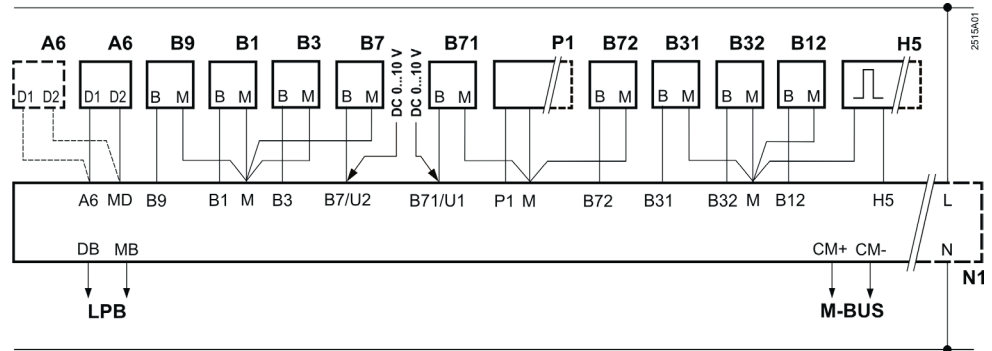 2515A01
A6 A6 B9 B1 B3 B7 DC 0...10 V DC 0...10 V B71 P1 B72 B31 B32 B12 H5
D1 D2 D1 D2 B M B M B M B M B M B M B M B M B M
A6 MD B9 B1 M B3 B7/U2 B71/U1 P1 M B72 B31 B32 M B12 H5 L
DB MB CM+ CM- N
N1
LPB M-BUS